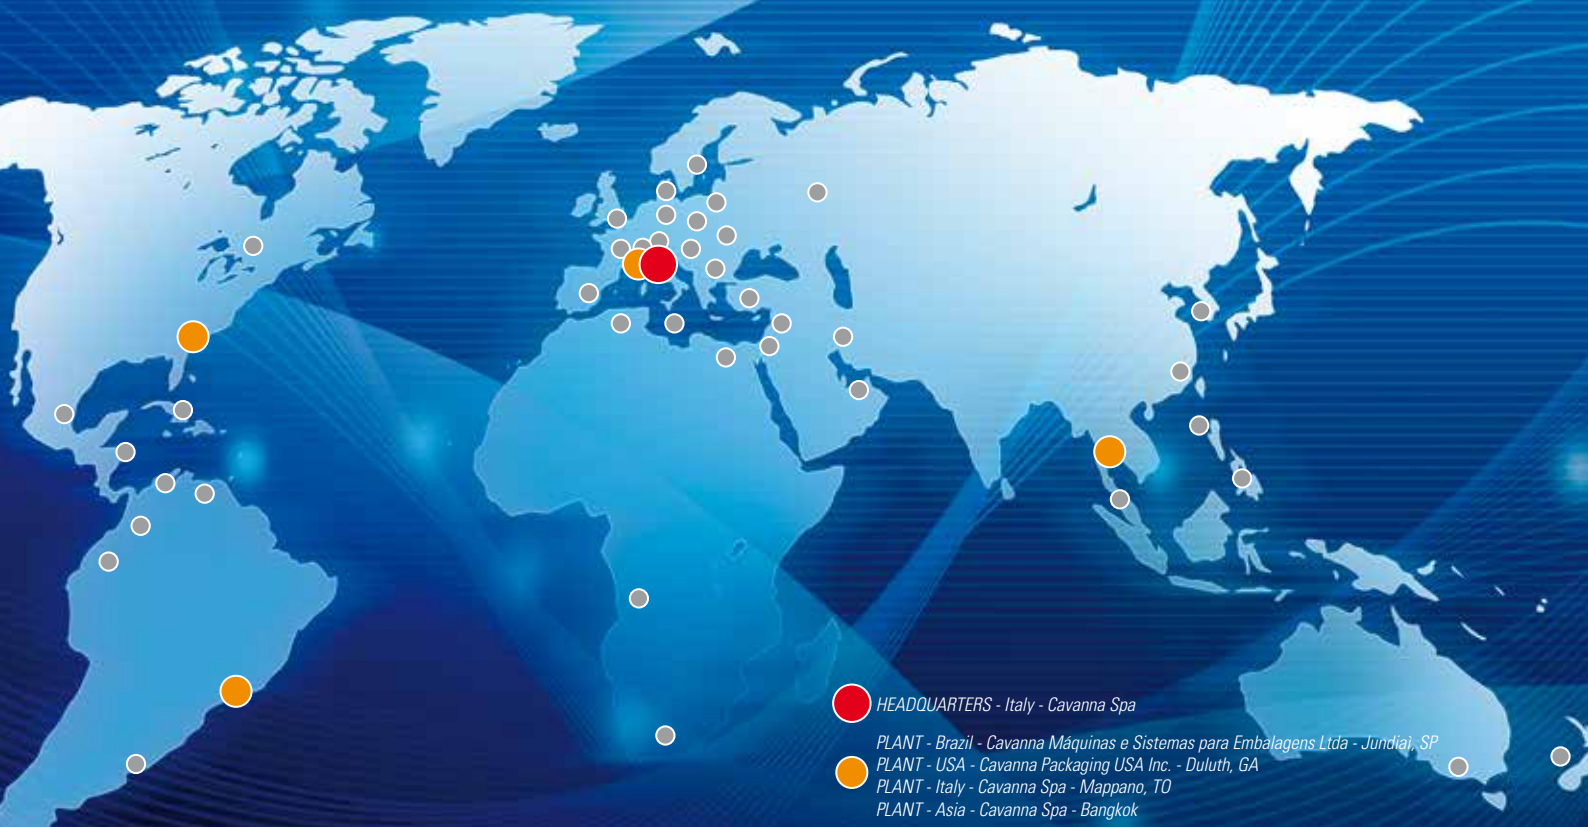 HEADQUARTERS - Italy - Cavanna Spa
PLANT - Brazil - Cavanna Máquinas e Sistemas para Embalagens Ltda - Jundiaì, SP
PLANT - USA - Cavanna Packaging USA Inc. - Duluth, GA
PLANT - Italy - Cavanna Spa - Mappano, TO
PLANT - Asia - Cavanna Spa - Bangkok